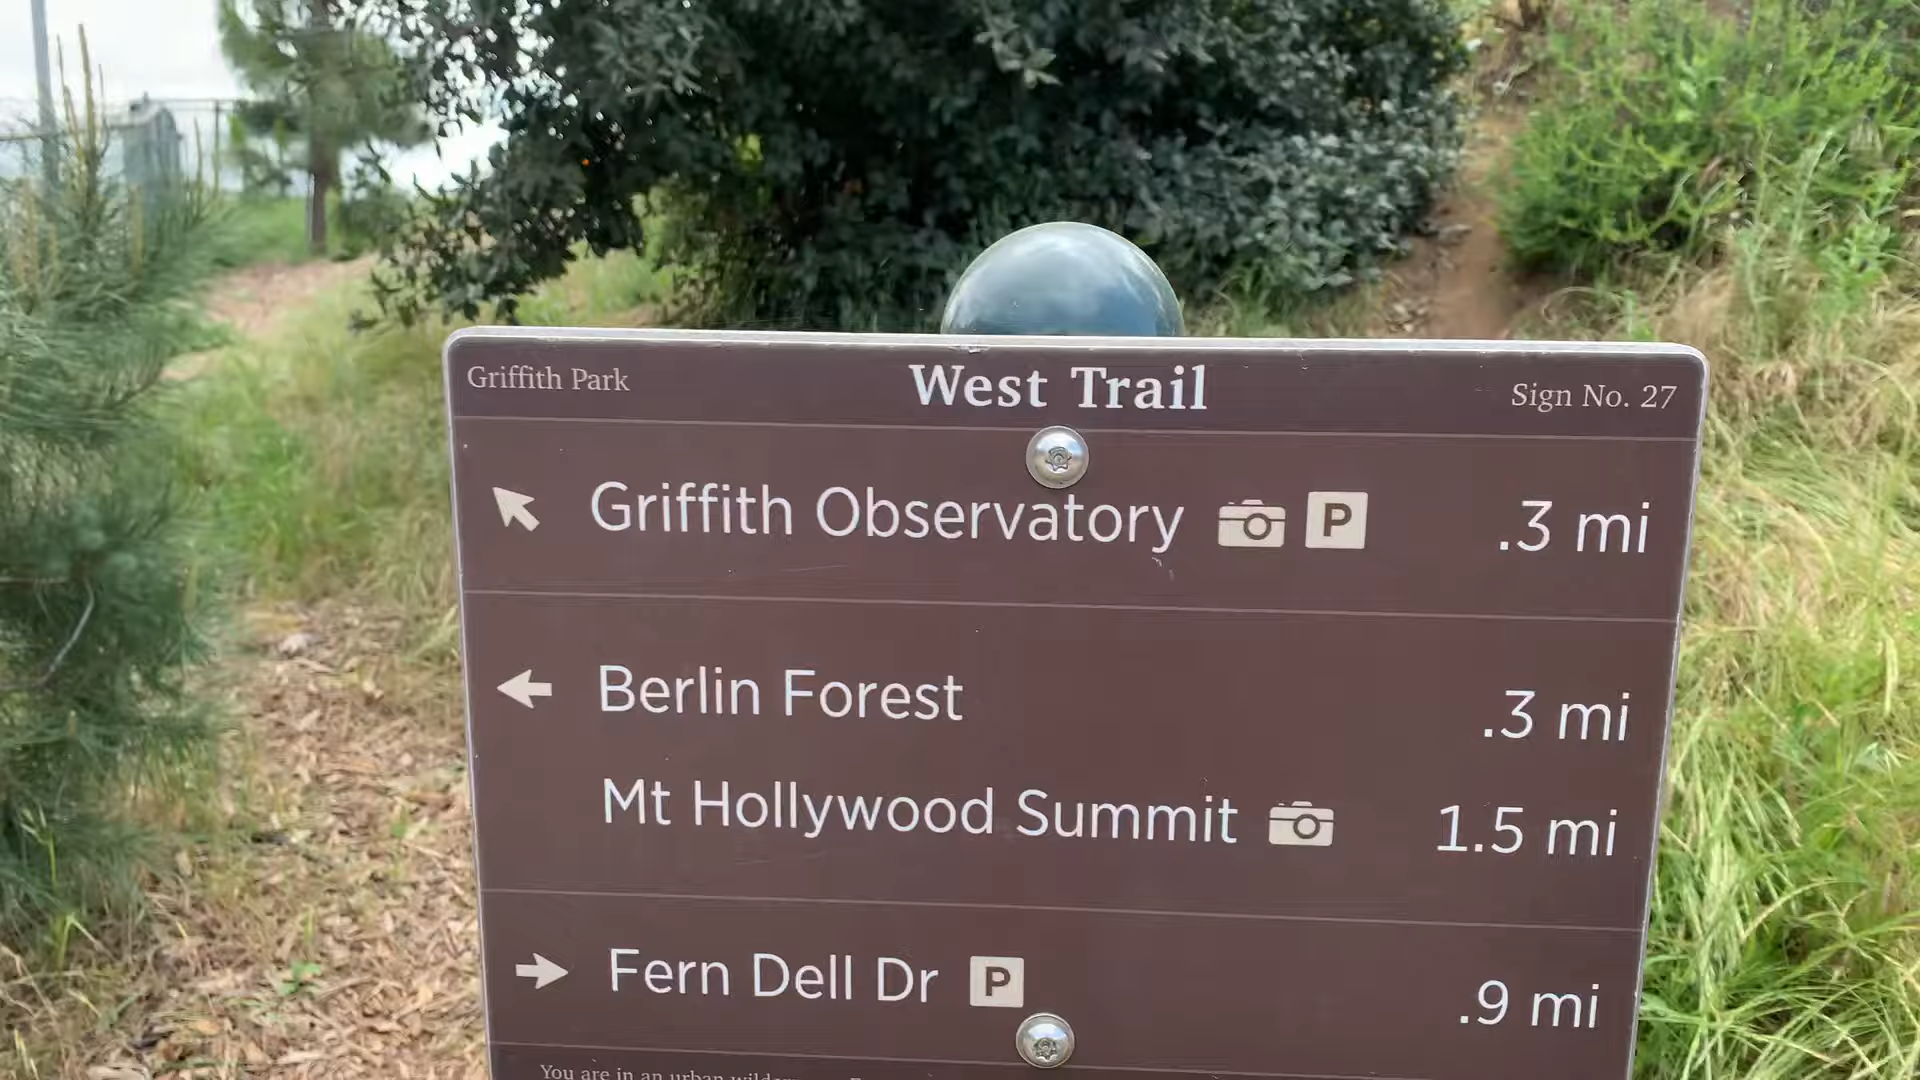 Griffith Park
West Trail
Sign No. 27
Griffith Observatory P .3 mi
Berlin Forest .3 mi
Mt Hollywood Summit 1.5 mi
Fern Dell Dr P .9 mi
You are in an urban